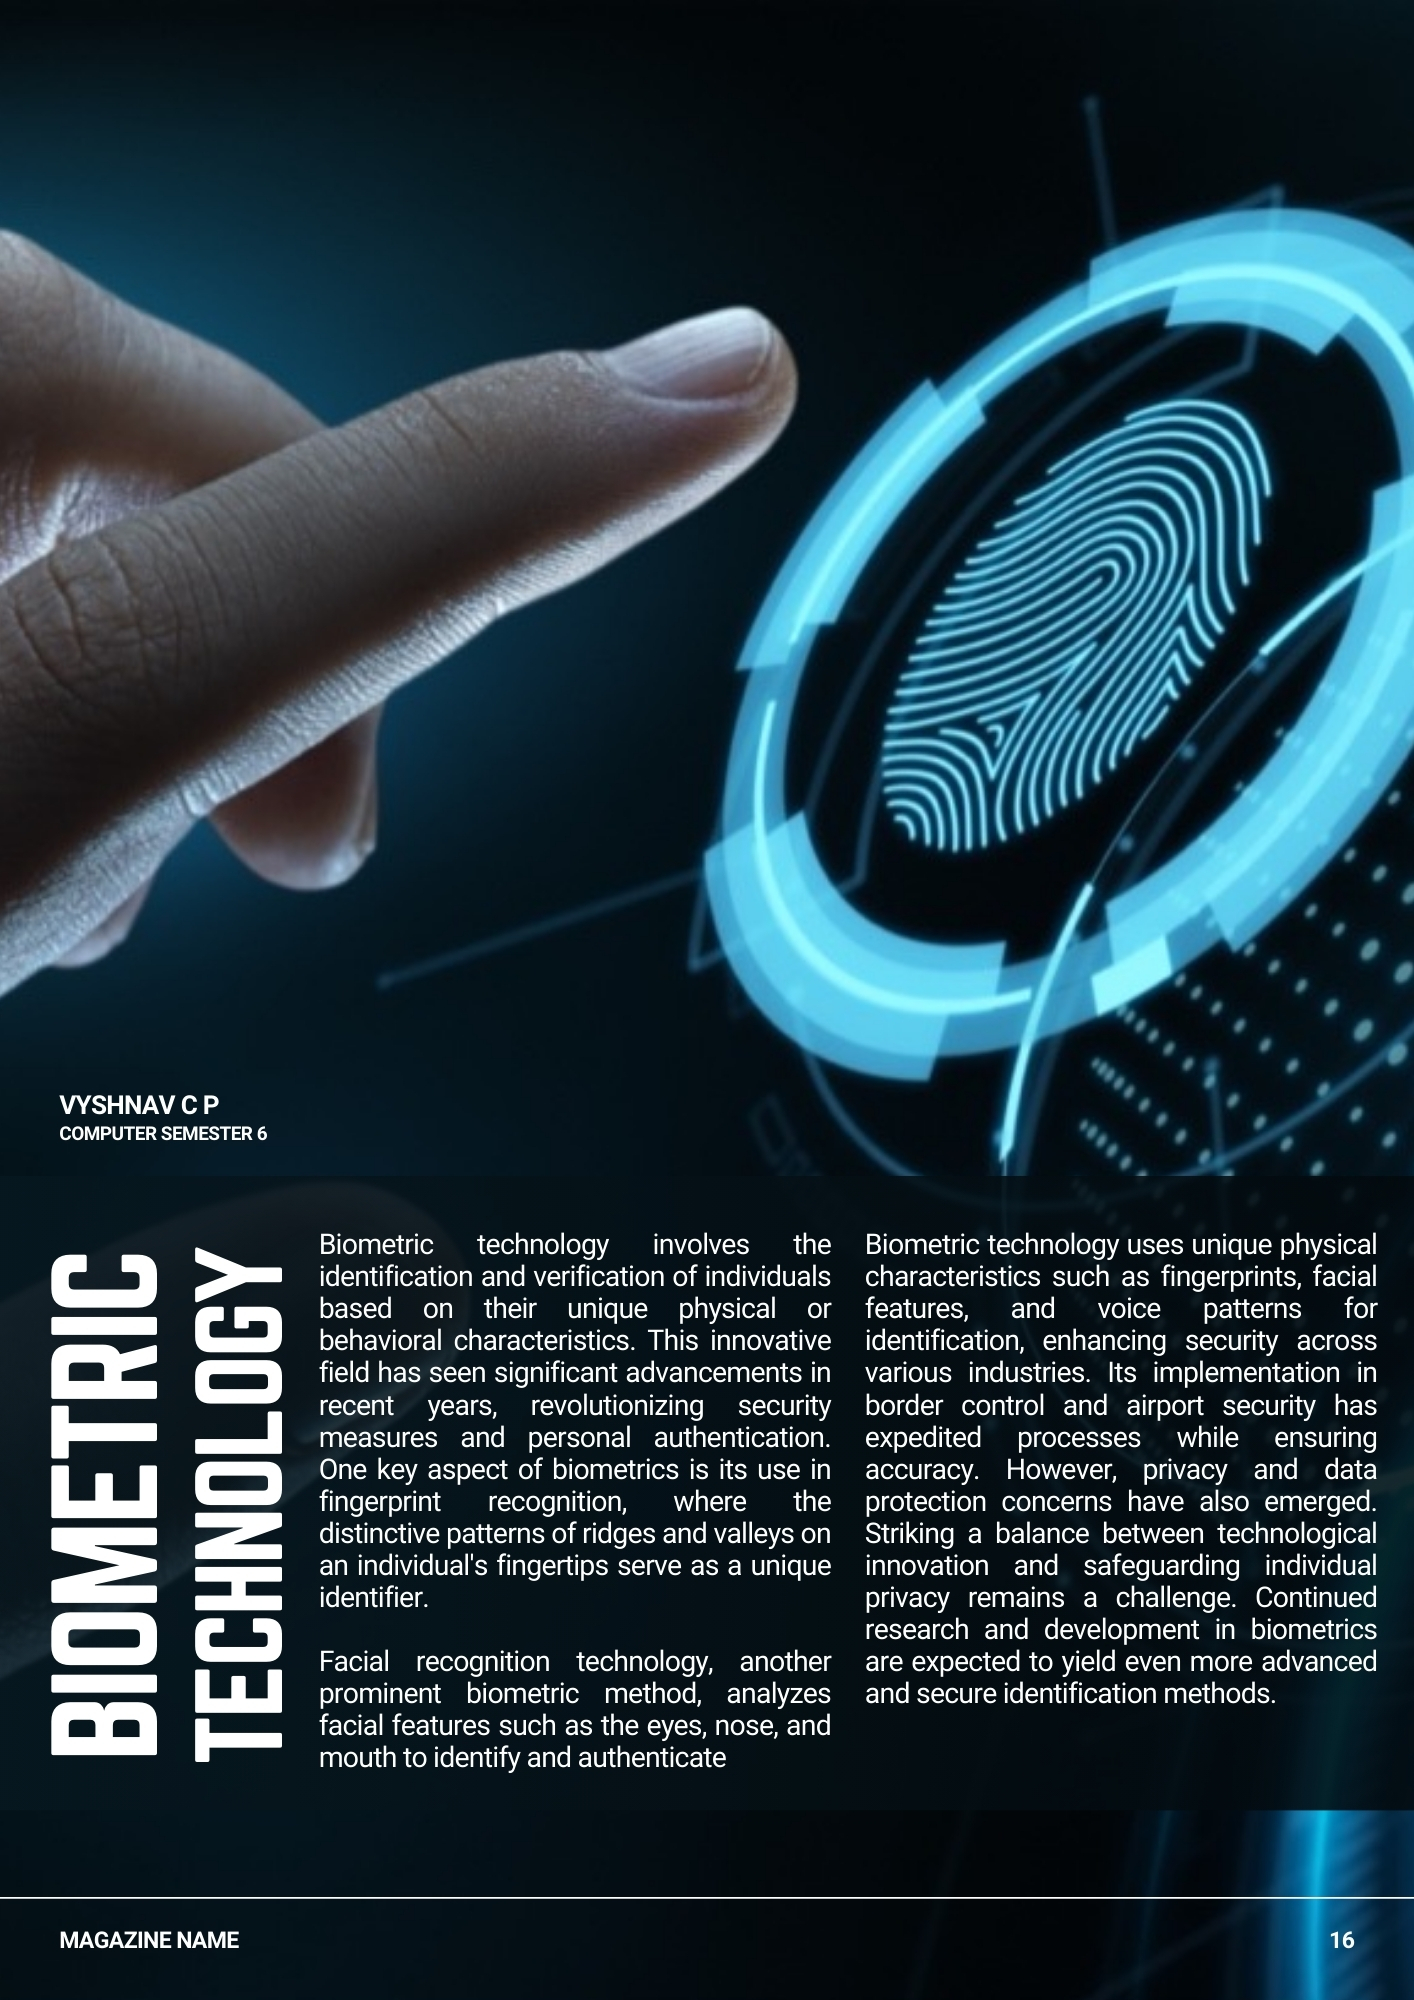 VYSHNAV C P
COMPUTER SEMESTER 6
BIOMETRIC
TECHNOLOGY
Biometric technology involves the
identification and verification of individuals
based on their unique physical or
behavioral characteristics. This innovative
field has seen significant advancements in
recent years, revolutionizing security
measures and personal authentication.
One key aspect of biometrics is its use in
fingerprint recognition, where the
distinctive patterns of ridges and valleys on
an individual's fingertips serve as a unique
identifier.
Facial recognition technology, another
prominent biometric method, analyzes
facial features such as the eyes, nose, and
mouth to identify and authenticate
Biometric technology uses unique physical
characteristics such as fingerprints, facial
features, and voice patterns for
identification, enhancing security across
various industries. Its implementation in
border control and airport security has
expedited processes while ensuring
accuracy. However, privacy and data
protection concerns have also emerged.
Striking a balance between technological
innovation and safeguarding individual
privacy remains a challenge. Continued
research and development in biometrics
are expected to yield even more advanced
and secure identification methods.
MAGAZINE NAME
16